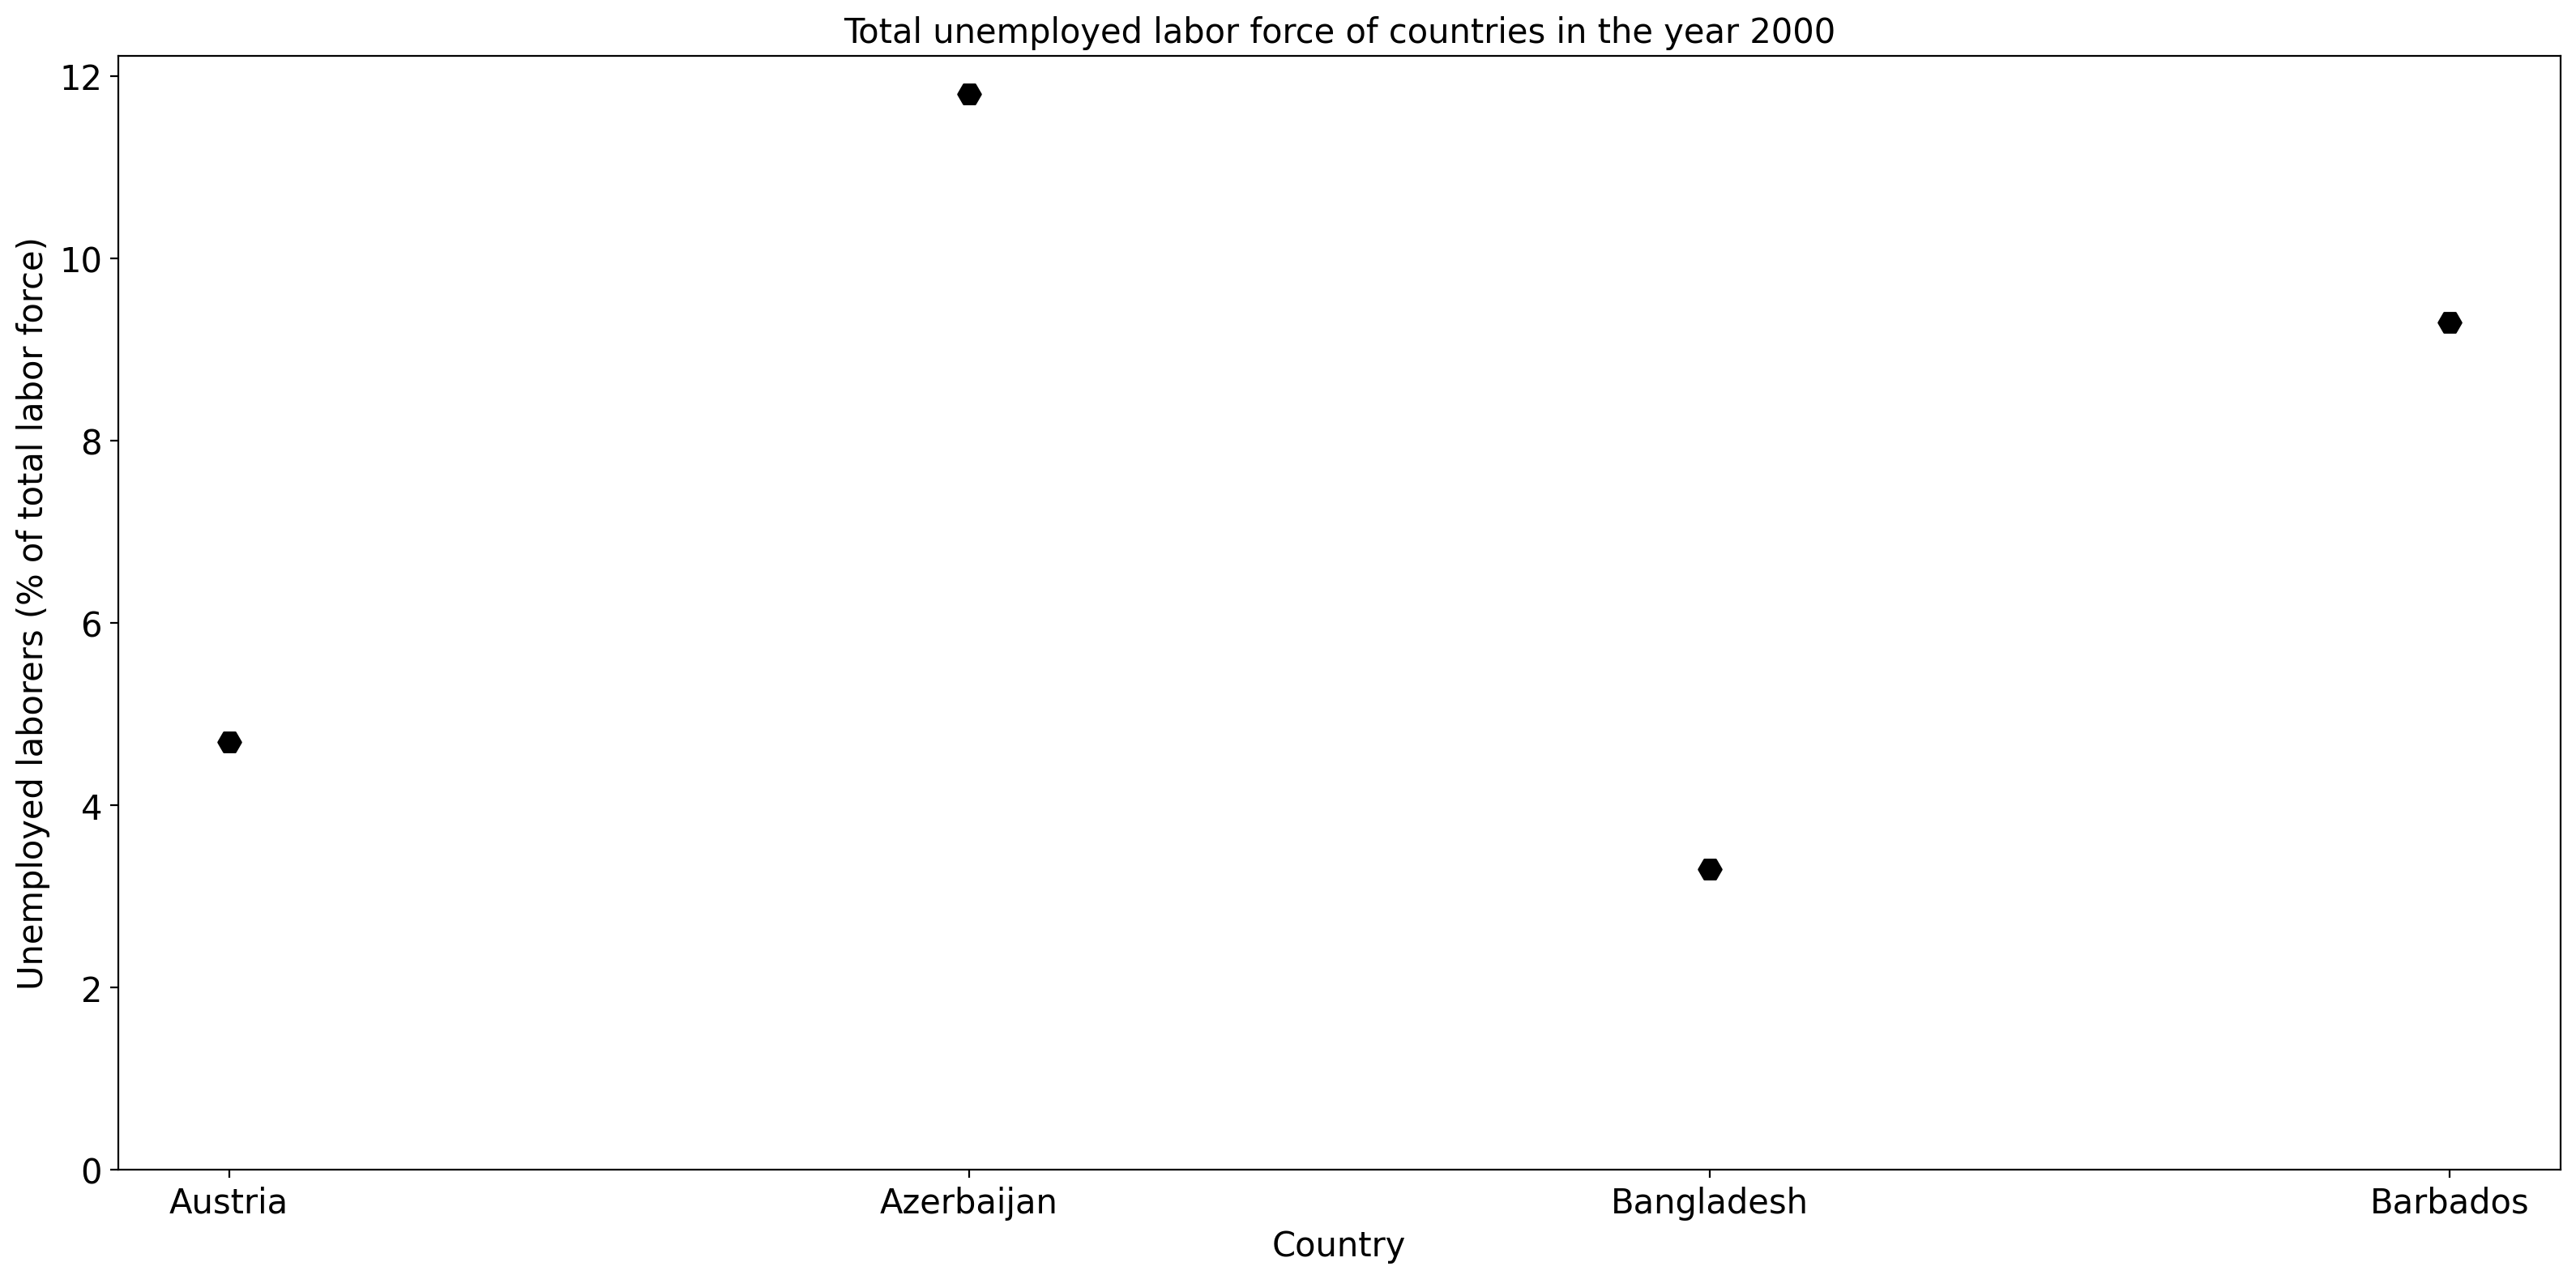 Total unemployed labor force of countries in the year 2000
Unemployed laborers (% of total labor force)
12
10
8
6
4
2
0
Austria Azerbaijan Bangladesh Barbados
Country